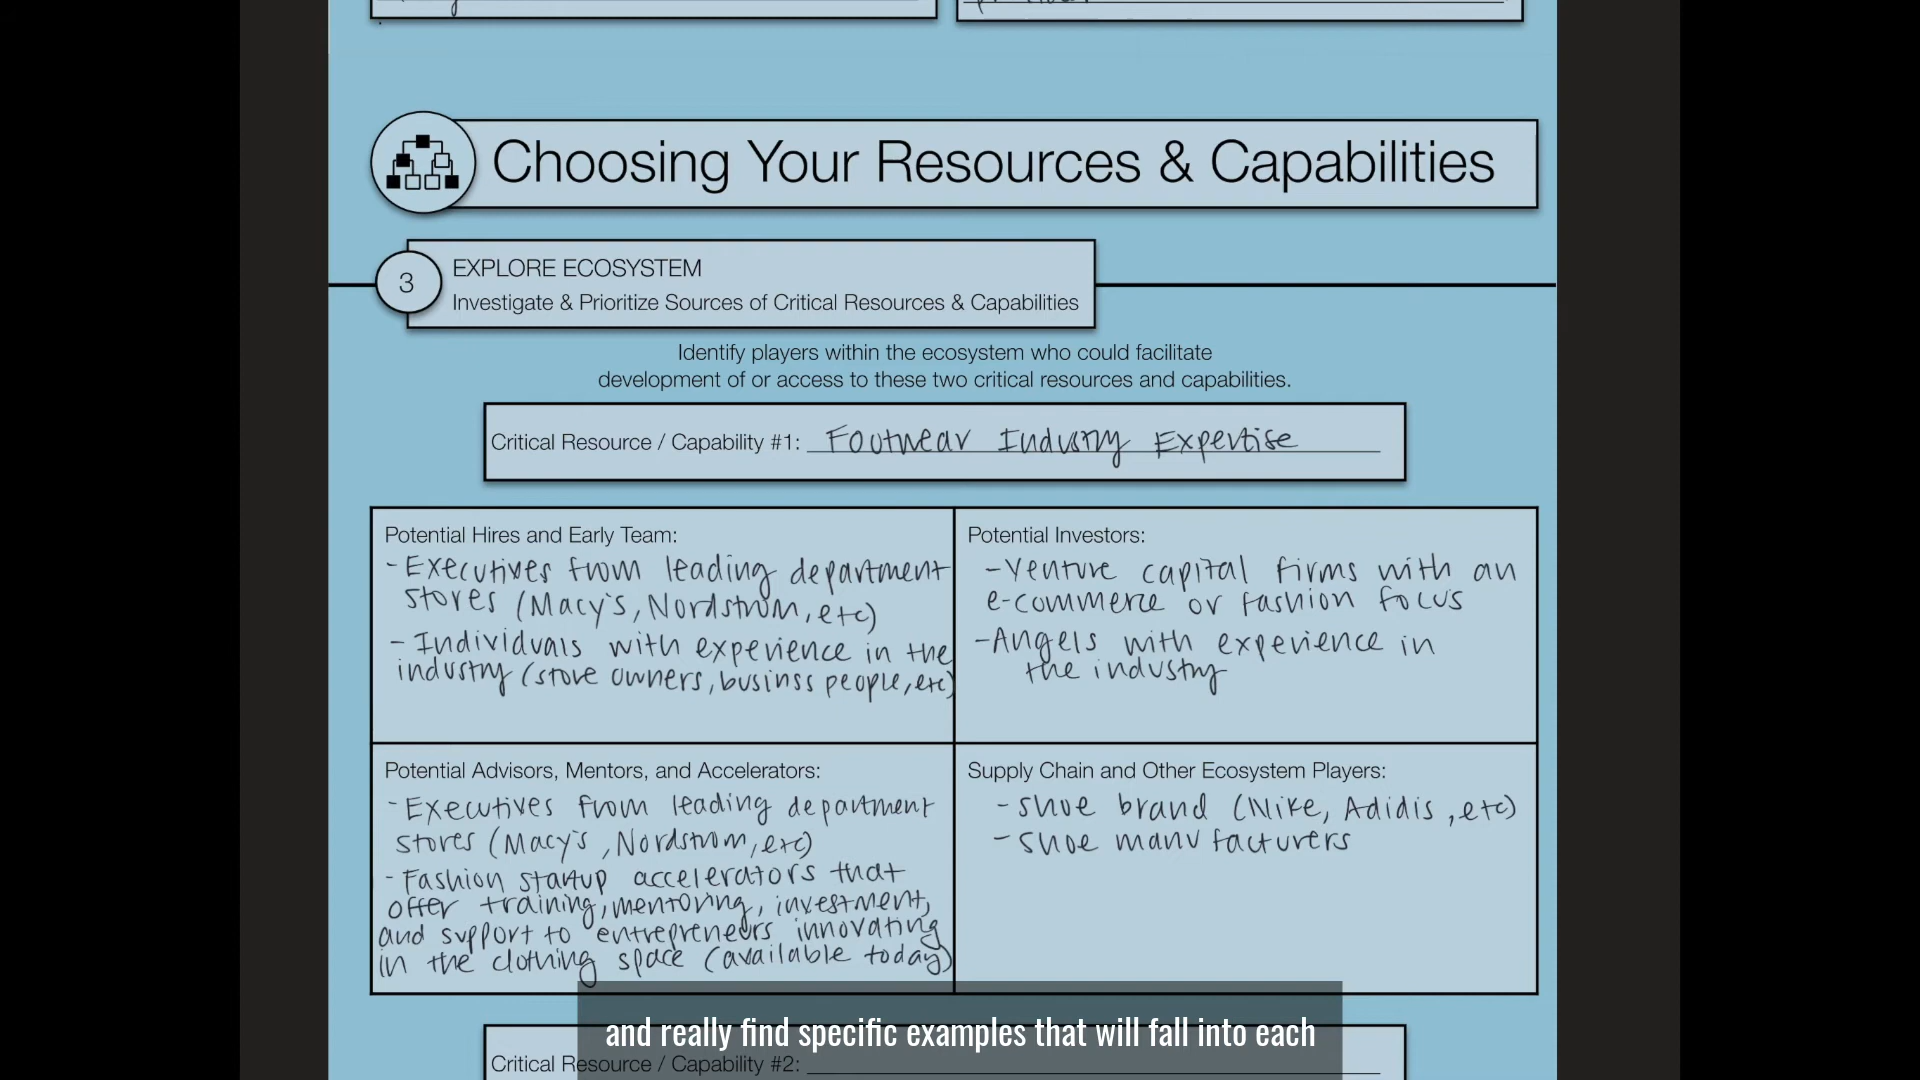 Choosing Your Resources & Capabilities
3
EXPLORE ECOSYSTEM
Investigate & Prioritize Sources of Critical Resources & Capabilities
Identify players within the ecosystem who could facilitate
development of or access to these two critical resources and capabilities.
Critical Resource / Capability #1: Footwear Industry Expertise
Potential Hires and Early Team:
- Executives from leading department
stores (Macy's, Nordstrom, etc)
- Individuals with experience in the
industry (store owners, businss people, etc)
Potential Investors:
- Venture capital firms with an
e-commerce or fashion focus
- Angels with experience in
the industry
Potential Advisors, Mentors, and Accelerators:
- Executives from leading department
stores (Macy's, Nordstrom, etc)
- Fashion startup accelerators that
offer training, mentoring, investment,
and support to entrepreneurs innovating
in the clothing space (available today)
Supply Chain and Other Ecosystem Players:
- shoe brand (Nike, Adidis, etc)
- shoe manufacturers
and really find specific examples that will fall into each
Critical Resource / Capability #2: